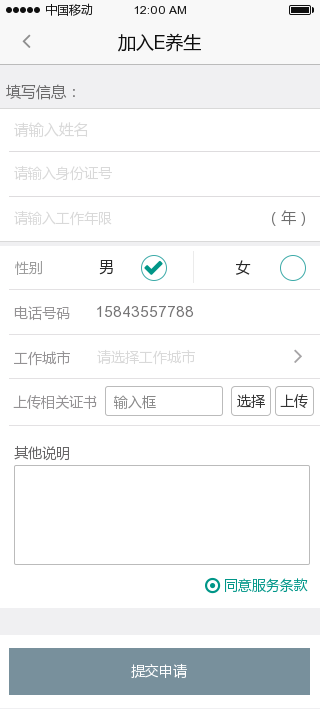 中国移动 12:00 AM
加入E养生
填写信息：
请输入姓名
请输入身份证号
请输入工作年限 （年）
性别 男 女
电话号码 15843557788
工作城市 请选择工作城市
上传相关证书 输入框 选择 上传
其他说明
同意服务条款
提交申请